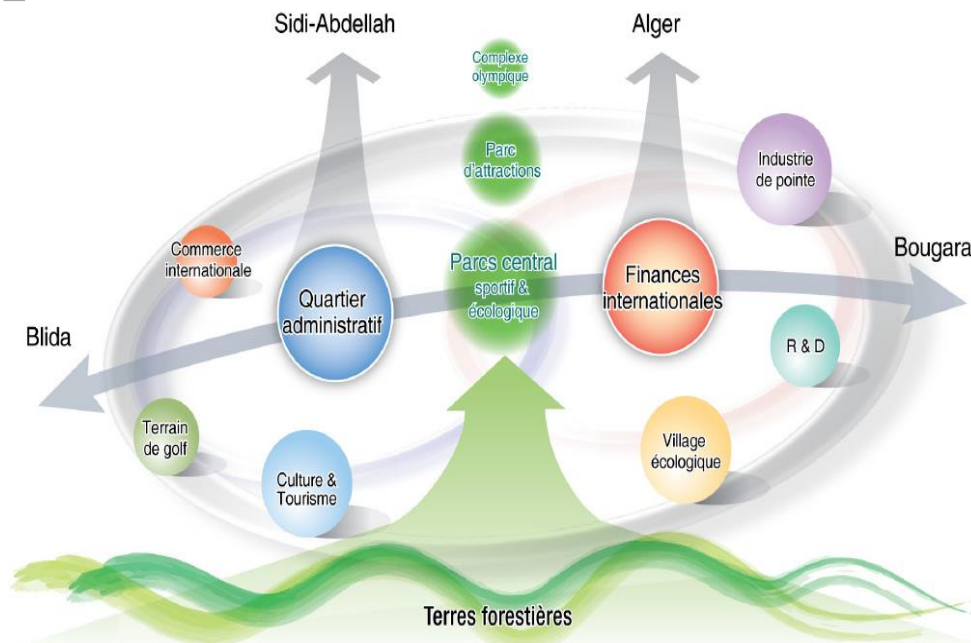 Sidi-Abdellah
Alger
Complexe
olympique
Parc
d'attractions
Industrie
de pointe
Commerce
internationale
Parcs central
sportif &
écologique
Finances
internationales
Bougara
Quartier
administratif
Blida
R & D
Terrain
de golf
Village
écologique
Culture &
Tourisme
Terres forestières